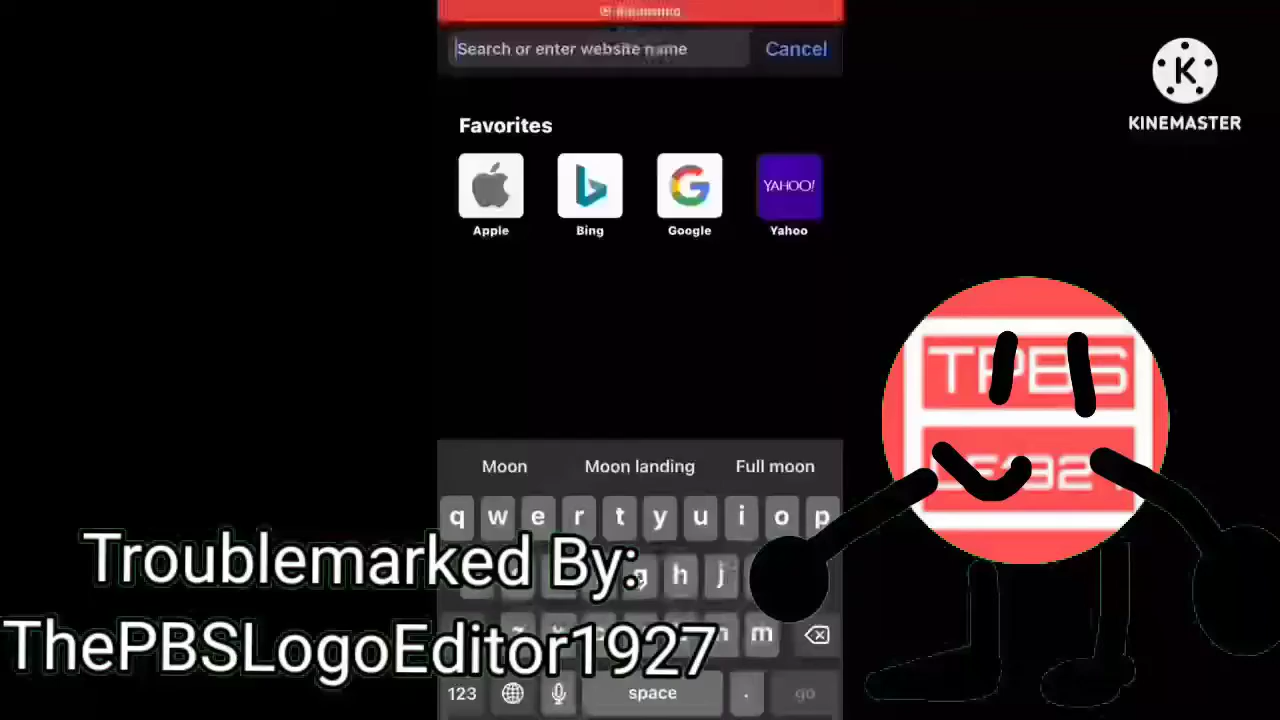 Search or enter website name Cancel
KINEMASTER
Favorites
YAHOO!
Apple Bing Google Yahoo
TPBS
Moon Moon landing Full moon
q w e r t y u i o p
g h j
Troublemarked By:
ThePBSLogoEditor1927
m
123 space . go